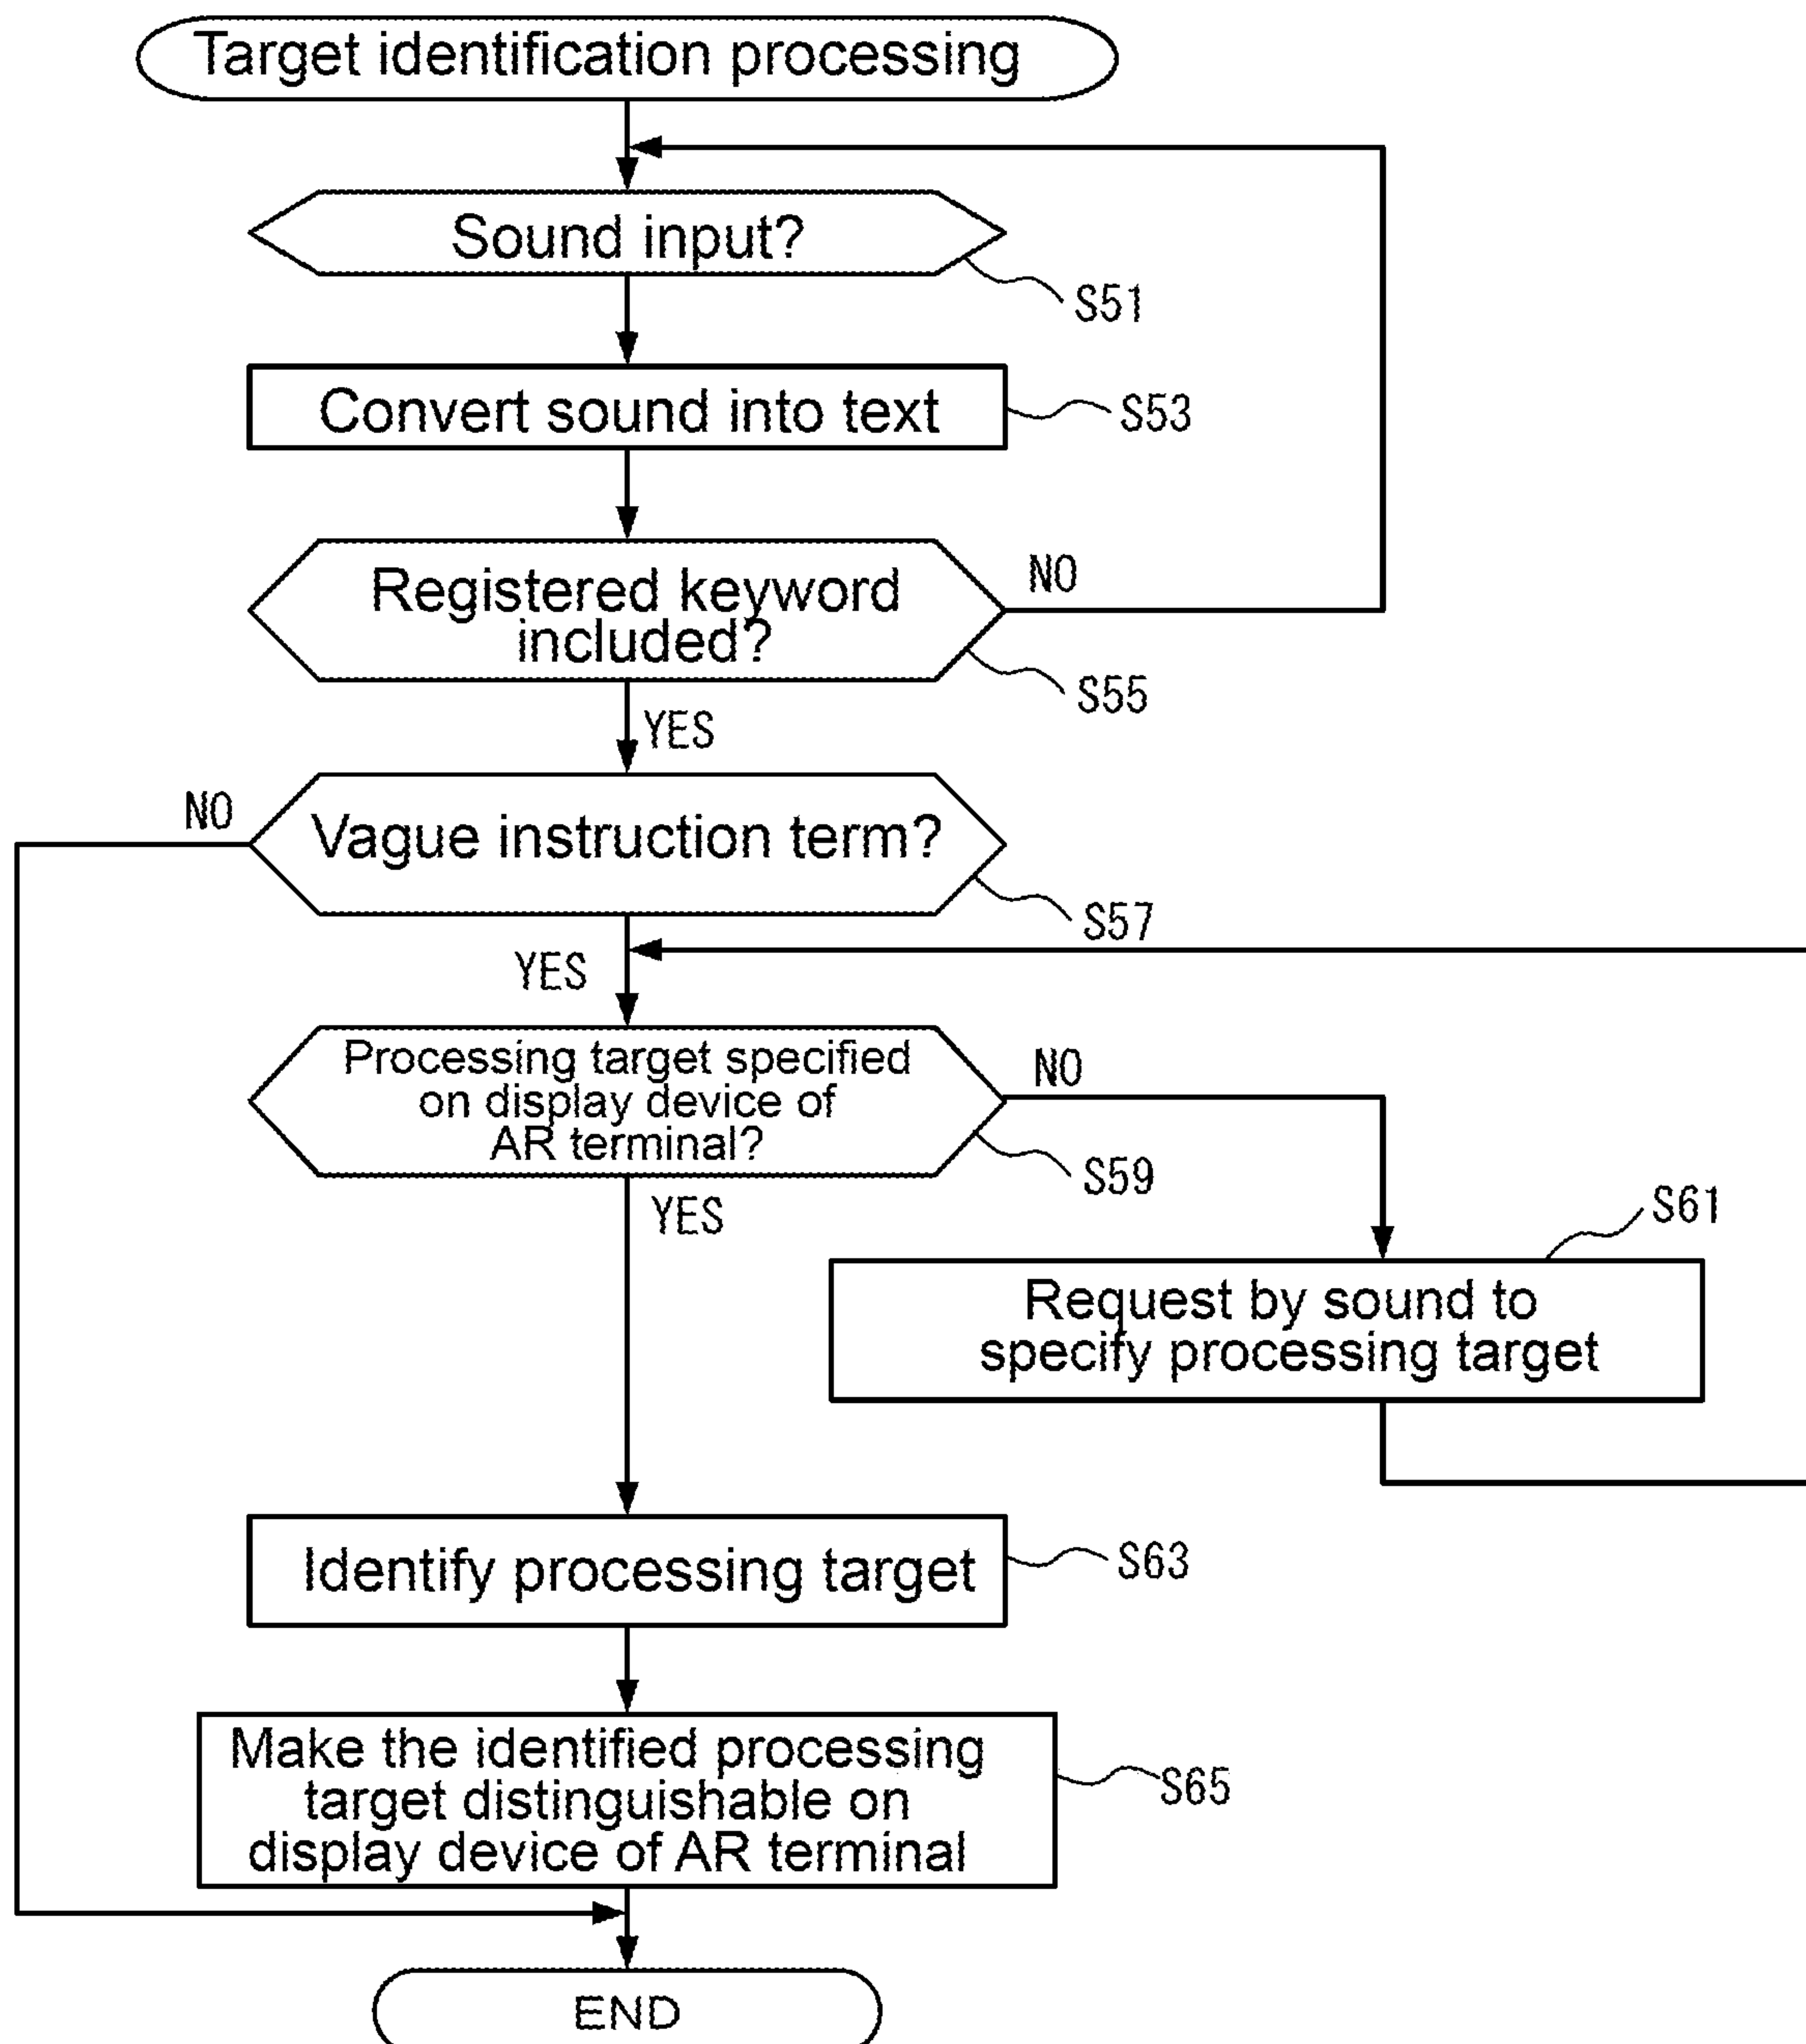 Target identification processing
Sound input?
S51
Convert sound into text
S53
Registered keyword
included?
NO
S55
YES
NO
Vague instruction term?
S57
YES
Processing target specified
on display device of
AR terminal?
NO
S59
YES
S61
Request by sound to
specify processing target
Identify processing target
S63
Make the identified processing
target distinguishable on
display device of AR terminal
S65
END